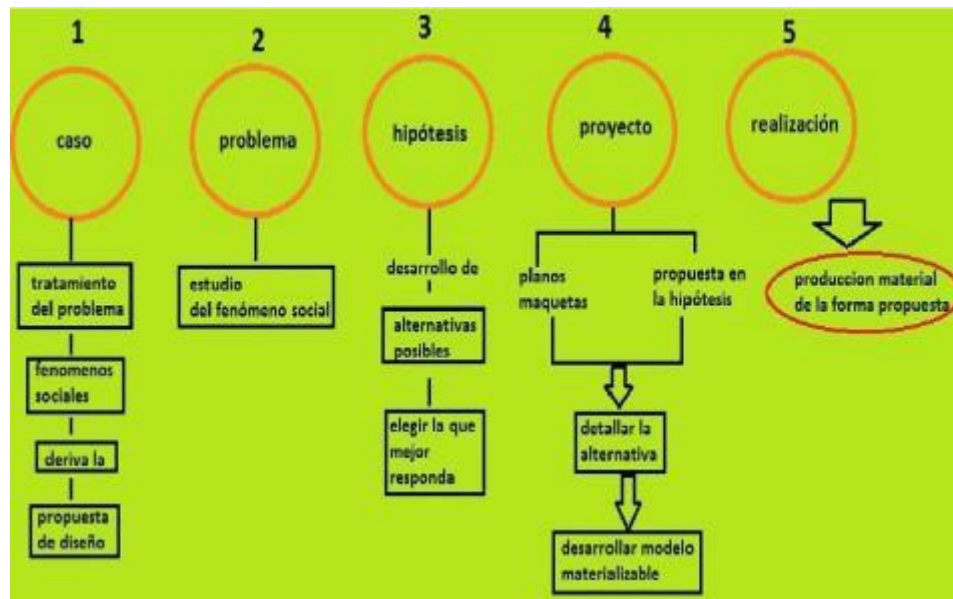 1
caso
tratamiento
del problema
fenomenos
sociales
deriva la
propuesta
de diseño
2
problema
estudio
del fenómeno social
3
hipótesis
desarrollo de
alternativas
posibles
elegir la que
mejor
responda
4
proyecto
planos
maquetas
propuesta en
la hipótesis
detallar la
alternativa
desarrollar modelo
materializable
5
realización
produccion material
de la forma propuesta